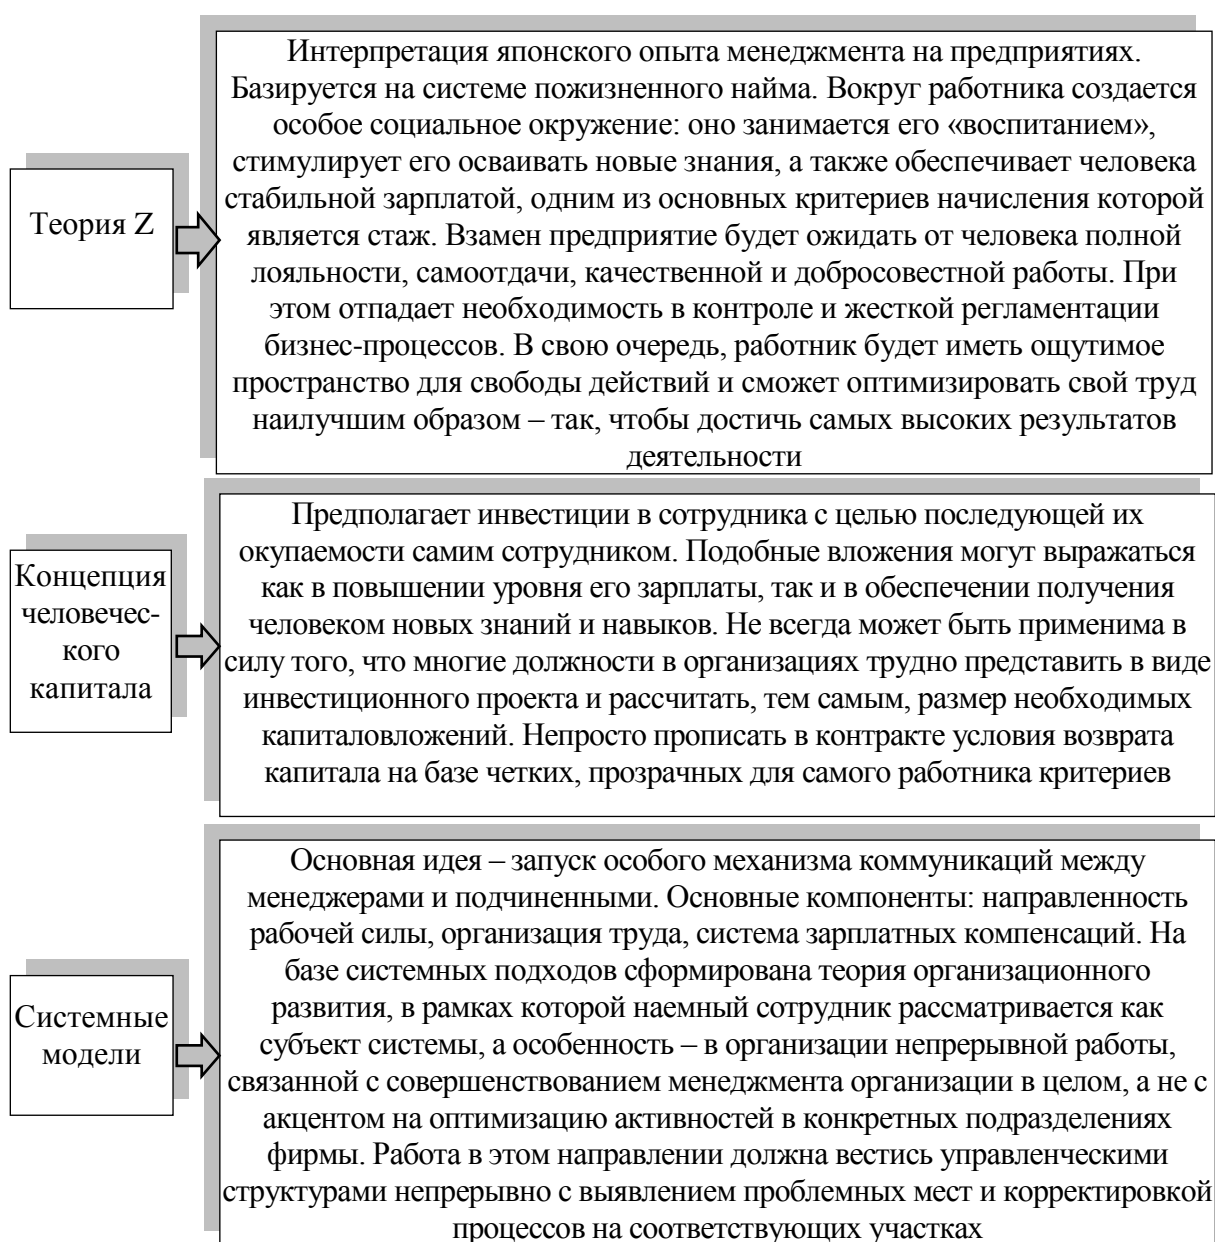 Теория Z
Интерпретация японского опыта менеджмента на предприятиях.
Базируется на системе пожизненного найма. Вокруг работника создается
особое социальное окружение: оно занимается его «воспитанием»,
стимулирует его осваивать новые знания, а также обеспечивает человека
стабильной зарплатой, одним из основных критериев начисления которой
является стаж. Взамен предприятие будет ожидать от человека полной
лояльности, самоотдачи, качественной и добросовестной работы. При
этом отпадает необходимость в контроле и жесткой регламентации
бизнес-процессов. В свою очередь, работник будет иметь ощутимое
пространство для свободы действий и сможет оптимизировать свой труд
наилучшим образом – так, чтобы достичь самых высоких результатов
деятельности
Концепция
человечес-
кого
капитала
Предполагает инвестиции в сотрудника с целью последующей их
окупаемости самим сотрудником. Подобные вложения могут выражаться
как в повышении уровня его зарплаты, так и в обеспечении получения
человеком новых знаний и навыков. Не всегда может быть применима в
силу того, что многие должности в организациях трудно представить в виде
инвестиционного проекта и рассчитать, тем самым, размер необходимых
капиталовложений. Непросто прописать в контракте условия возврата
капитала на базе четких, прозрачных для самого работника критериев
Системные
модели
Основная идея – запуск особого механизма коммуникаций между
менеджерами и подчиненными. Основные компоненты: направленность
рабочей силы, организация труда, система зарплатных компенсаций. На
базе системных подходов сформирована теория организационного
развития, в рамках которой наемный сотрудник рассматривается как
субъект системы, а особенность – в организации непрерывной работы,
связанной с совершенствованием менеджмента организации в целом, а не с
акцентом на оптимизацию активностей в конкретных подразделениях
фирмы. Работа в этом направлении должна вестись управленческими
структурами непрерывно с выявлением проблемных мест и корректировкой
процессов на соответствующих участках